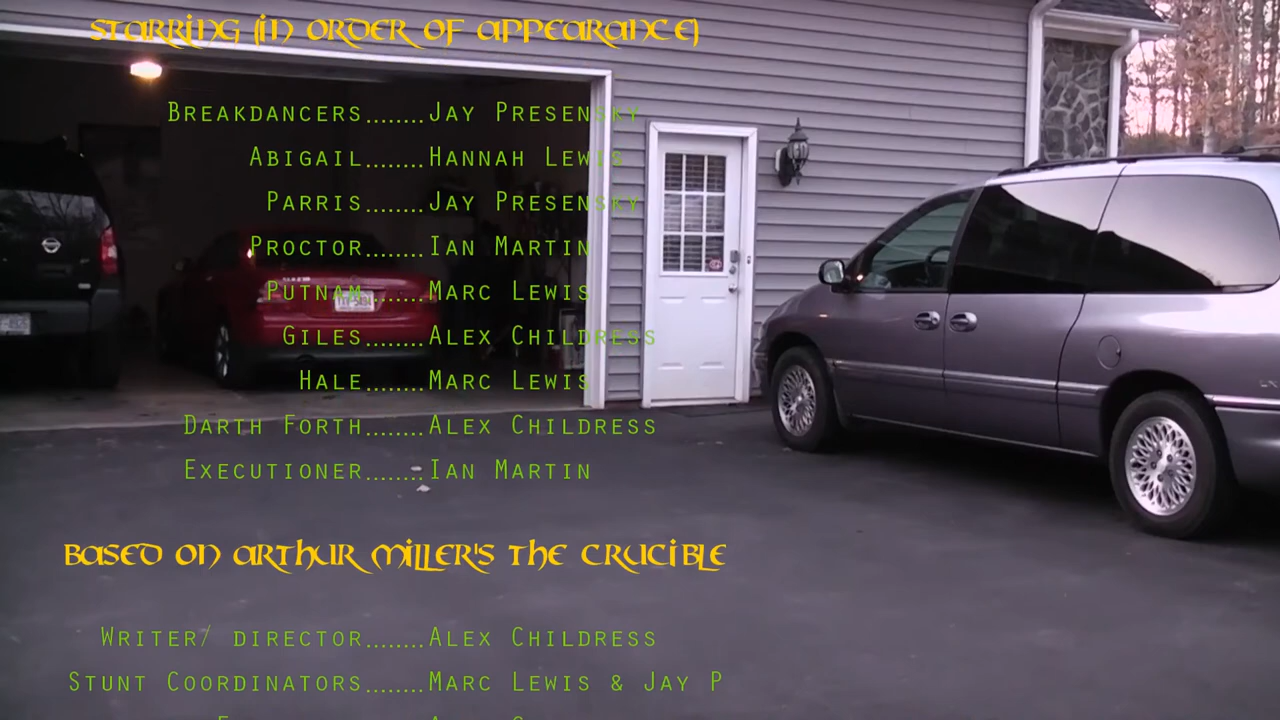 Starring (in order of appearance)
Breakdancers........Jay Presensky
Abigail........Hannah Lewis
Parris........Jay Presensky
Proctor........Ian Martin
Putnam........Marc Lewis
Giles........Alex Childress
Hale........Marc Lewis
Darth Forth........Alex Childress
Executioner........Ian Martin
Based on Arthur Miller's The Crucible
Writer/ director........Alex Childress
Stunt Coordinators........Marc Lewis & Jay P